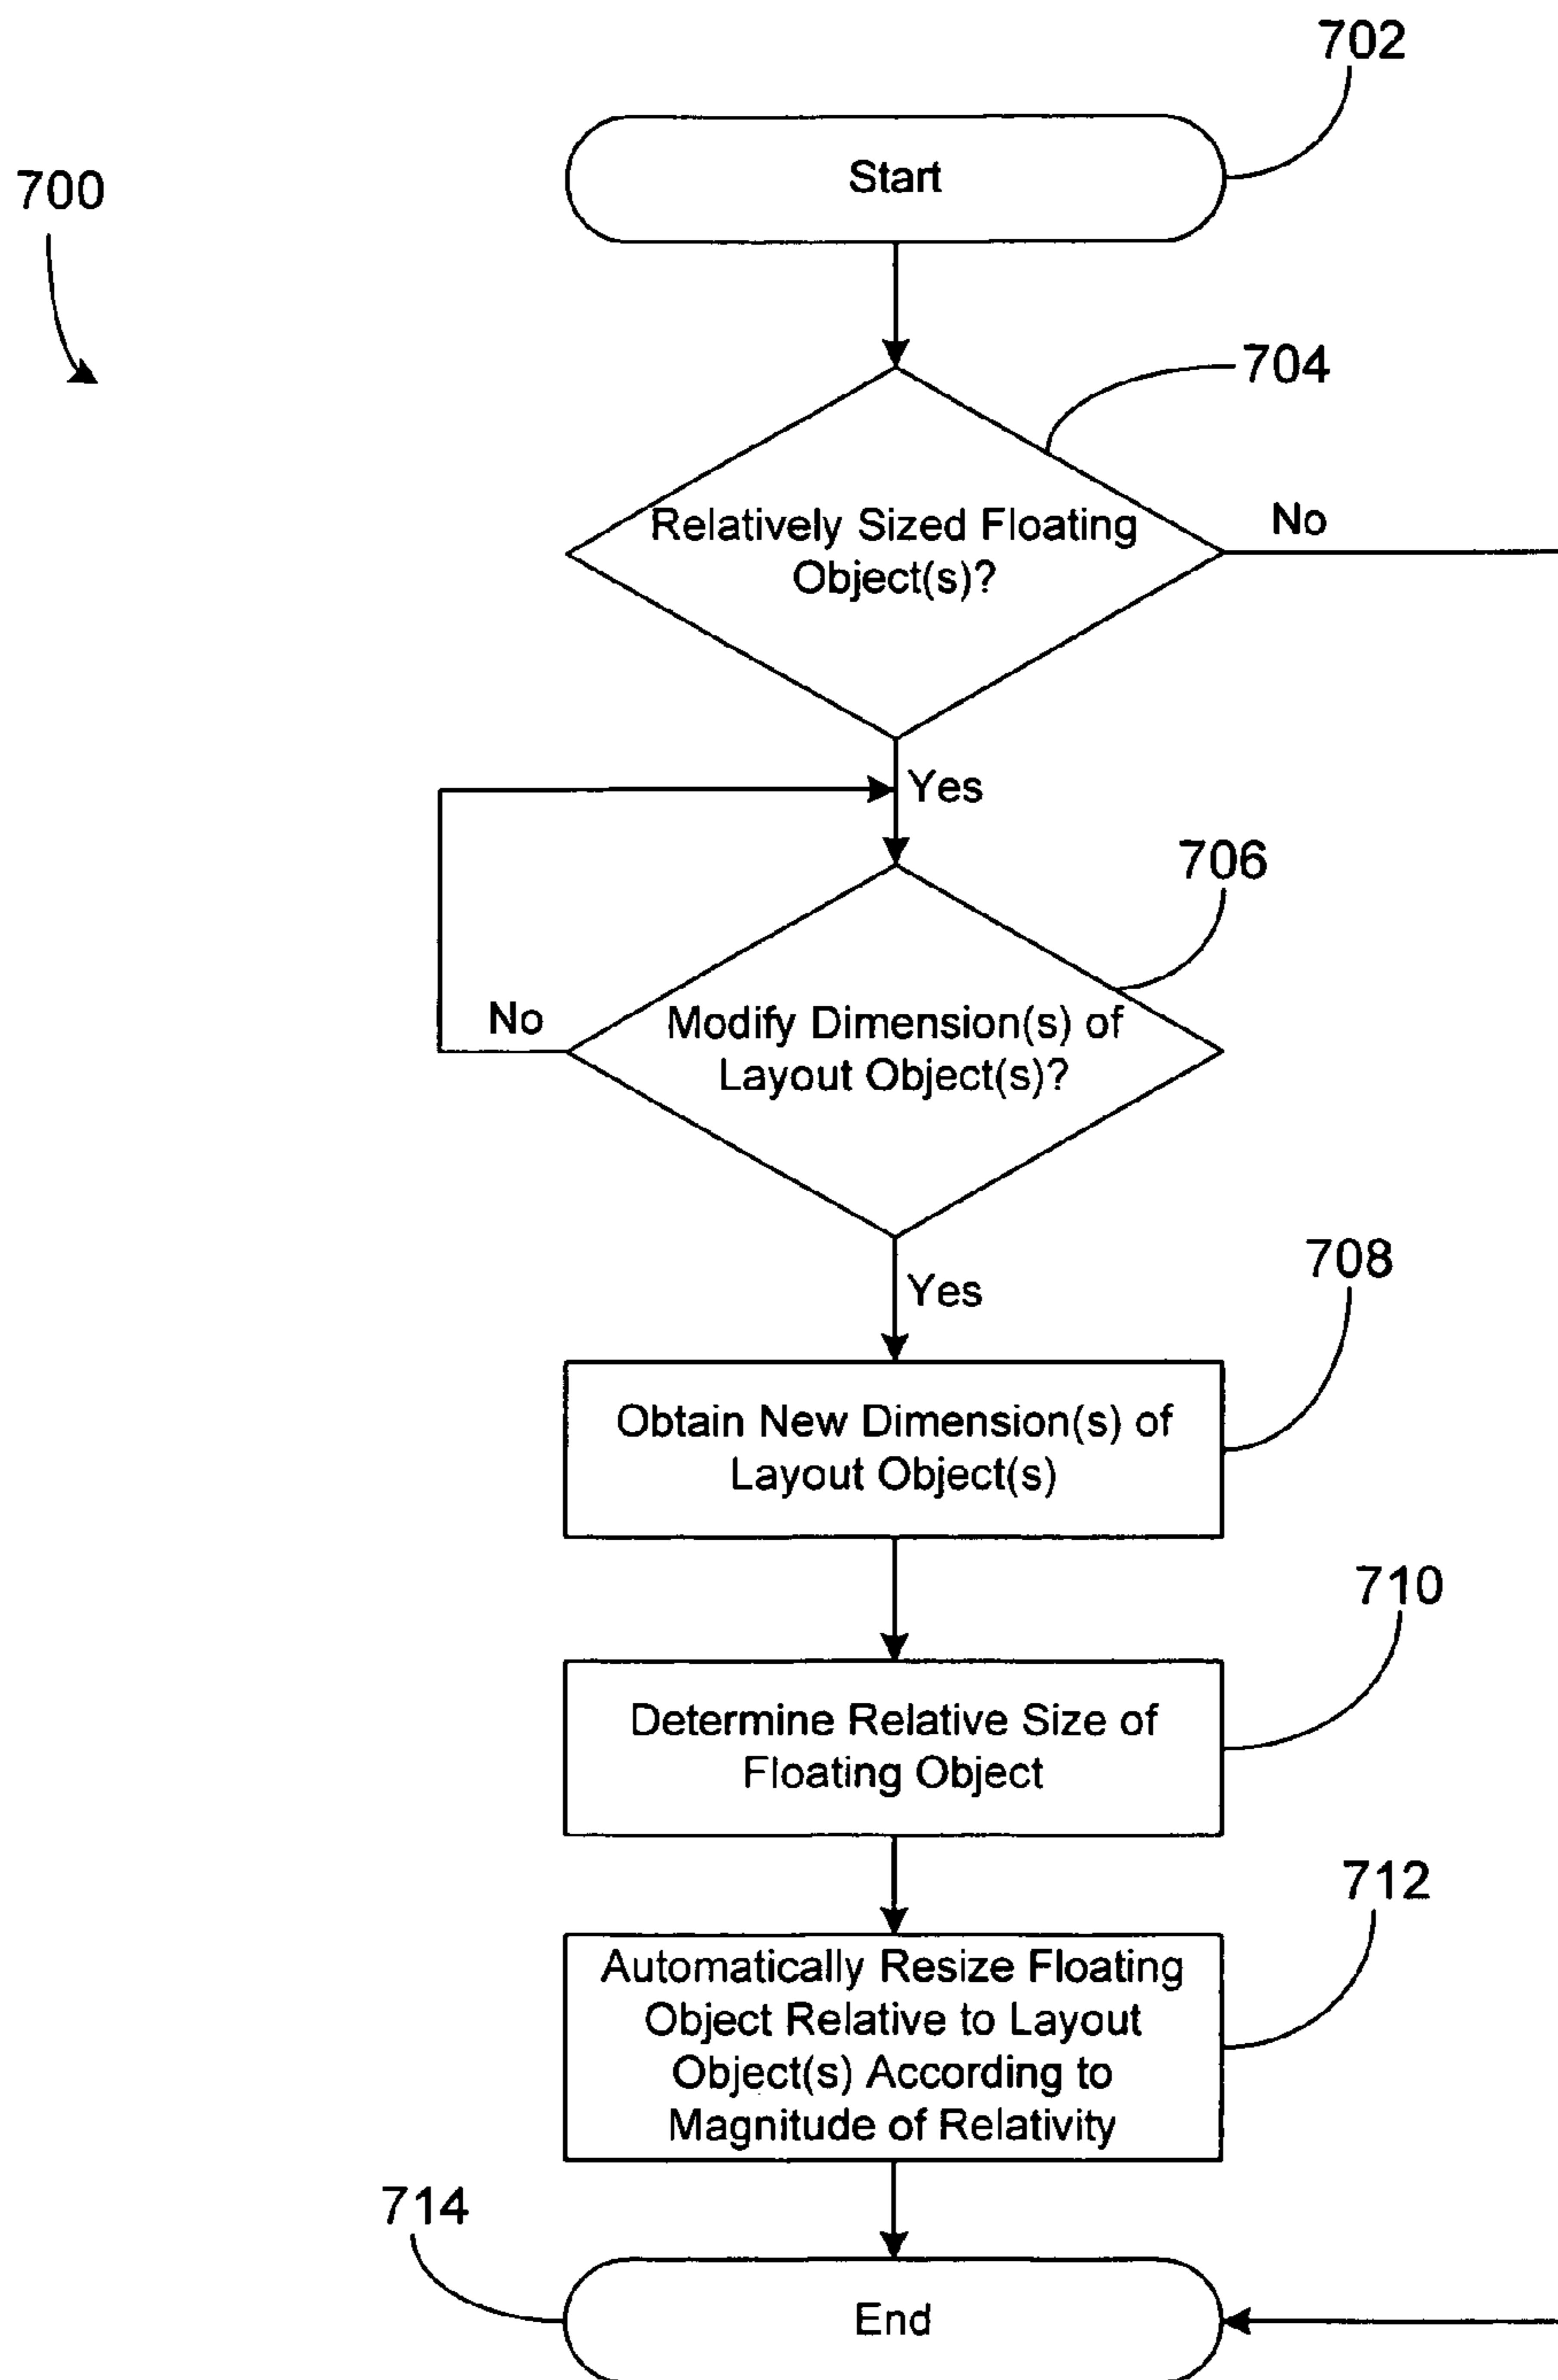 702
Start
700
704
Relatively Sized Floating
Object(s)?
No
Yes
706
Modify Dimension(s) of
Layout Object(s)?
No
Yes
708
Obtain New Dimension(s) of
Layout Object(s)
710
Determine Relative Size of
Floating Object
712
Automatically Resize Floating
Object Relative to Layout
Object(s) According to
Magnitude of Relativity
714
End